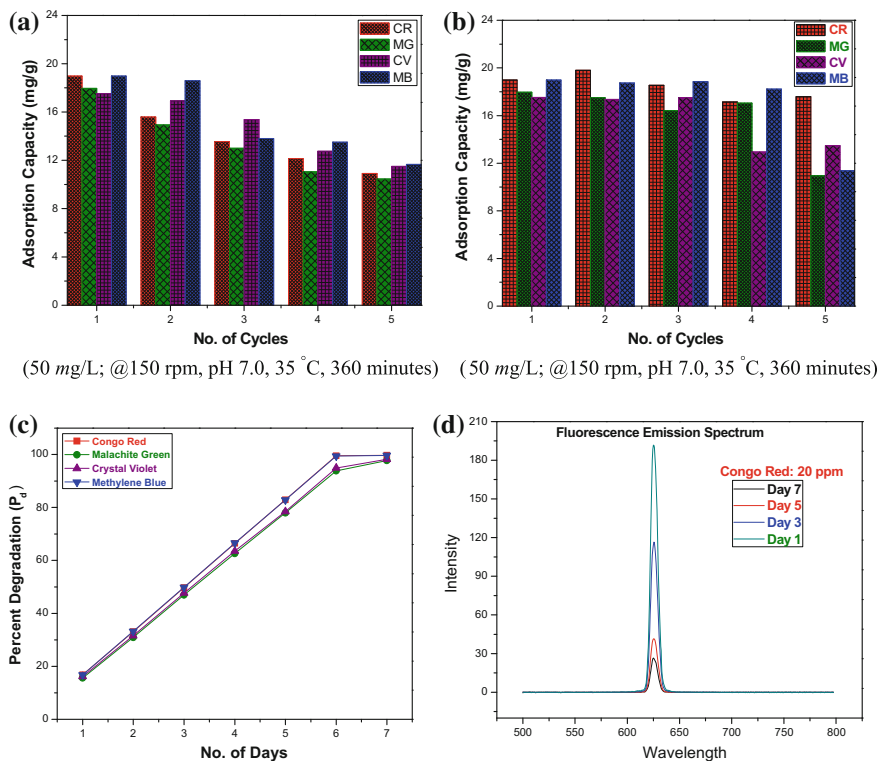 (a)
Adsorption Capacity (mg/g)
24
20
16
12
8
4
0
CR
MG
CV
MB
1 2 3 4 5
No. of Cycles
(50 mg/L; @150 rpm, pH 7.0, 35 °C, 360 minutes)
(b)
Adsorption Capacity (mg/g)
24
20
16
12
8
4
0
CR
MG
CV
MB
1 2 3 4 5
No. of Cycles
(50 mg/L; @150 rpm, pH 7.0, 35 °C, 360 minutes)
(c)
Percent Degradation (Pd)
100
80
60
40
20
0
Congo Red
Malachite Green
Crystal Violet
Methylene Blue
1 2 3 4 5 6 7
No. of Days
(d)
Intensity
210
180
150
120
90
60
30
0
Fluorescence Emission Spectrum
Congo Red: 20 ppm
Day 7
Day 5
Day 3
Day 1
500 550 600 650 700 750 800
Wavelength